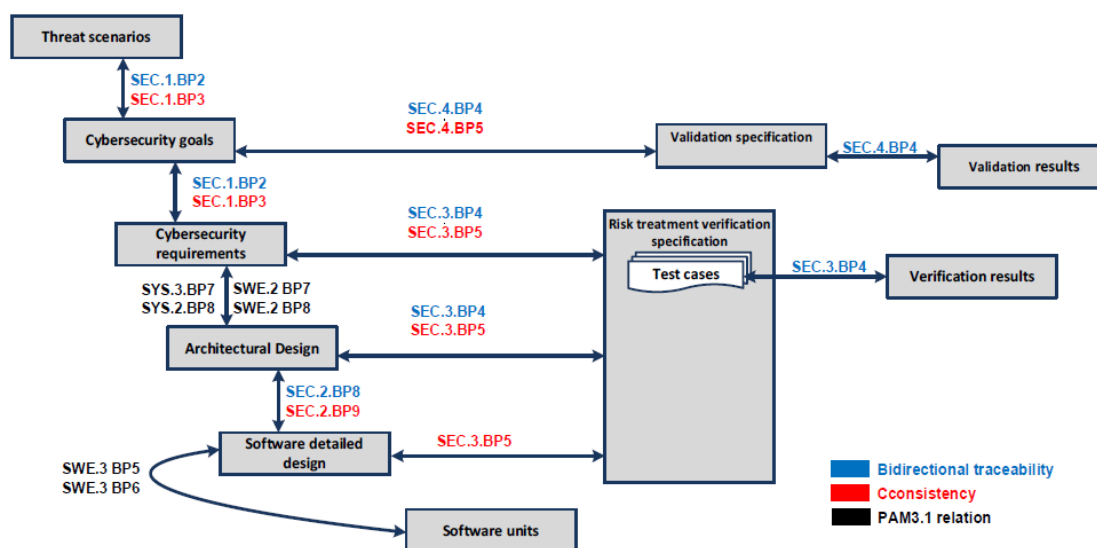 Threat scenarios
SEC.1.BP2
SEC.1.BP3
SEC.4.BP4
SEC.4.BP5
Cybersecurity goals
Validation specification
SEC.4.BP4
Validation results
SEC.1.BP2
SEC.1.BP3
SEC.3.BP4
SEC.3.BP5
Cybersecurity
requirements
Risk treatment verification
specification
Test cases
SEC.3.BP4
Verification results
SYS.3.BP7
SYS.2.BP8
SWE.2 BP7
SWE.2 BP8
SEC.3.BP4
SEC.3.BP5
Architectural Design
SEC.2.BP8
SEC.2.BP9
Software detailed
design
SEC.3.BP5
SWE.3 BP5
SWE.3 BP6
Software units
Bidirectional traceability
Cconsistency
PAM3.1 relation